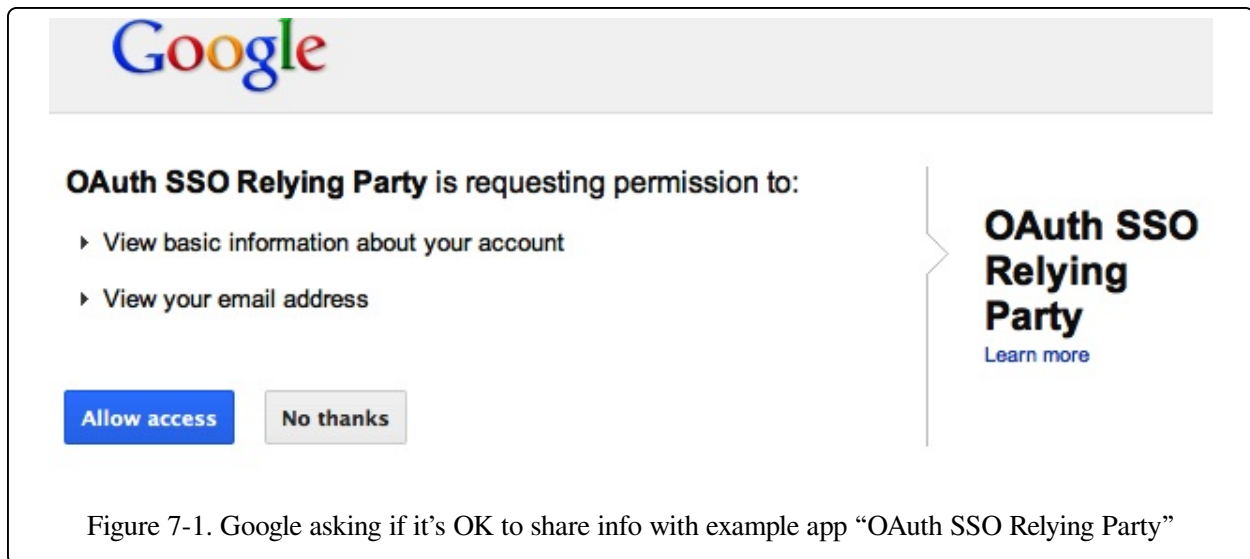 Google
OAuth SSO Relying Party is requesting permission to:
View basic information about your account
View your email address
Allow access
No thanks
OAuth SSO
Relying
Party
Learn more
Figure 7-1. Google asking if it’s OK to share info with example app “OAuth SSO Relying Party”